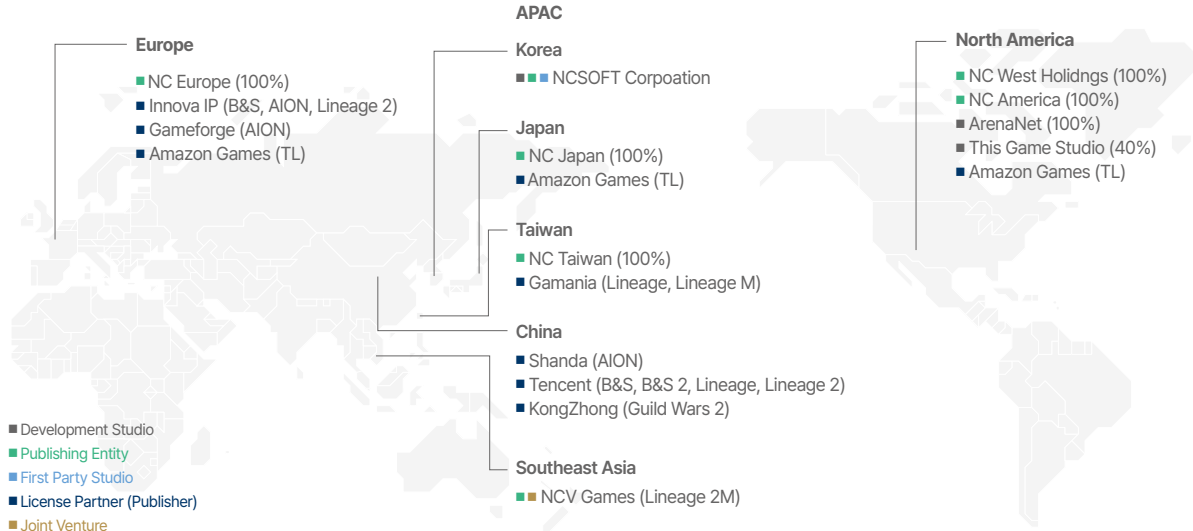 APAC
Europe
NC Europe (100%)
Innova IP (B&S, AION, Lineage 2)
Gameforge (AION)
Amazon Games (TL)
Korea
NCSOFT Corpoation
Japan
NC Japan (100%)
Amazon Games (TL)
Taiwan
NC Taiwan (100%)
Gamania (Lineage, Lineage M)
China
Shanda (AION)
Tencent (B&S, B&S 2, Lineage, Lineage 2)
KongZhong (Guild Wars 2)
Southeast Asia
NCV Games (Lineage 2M)
North America
NC West Holidngs (100%)
NC America (100%)
ArenaNet (100%)
This Game Studio (40%)
Amazon Games (TL)
Development Studio
Publishing Entity
First Party Studio
License Partner (Publisher)
Joint Venture